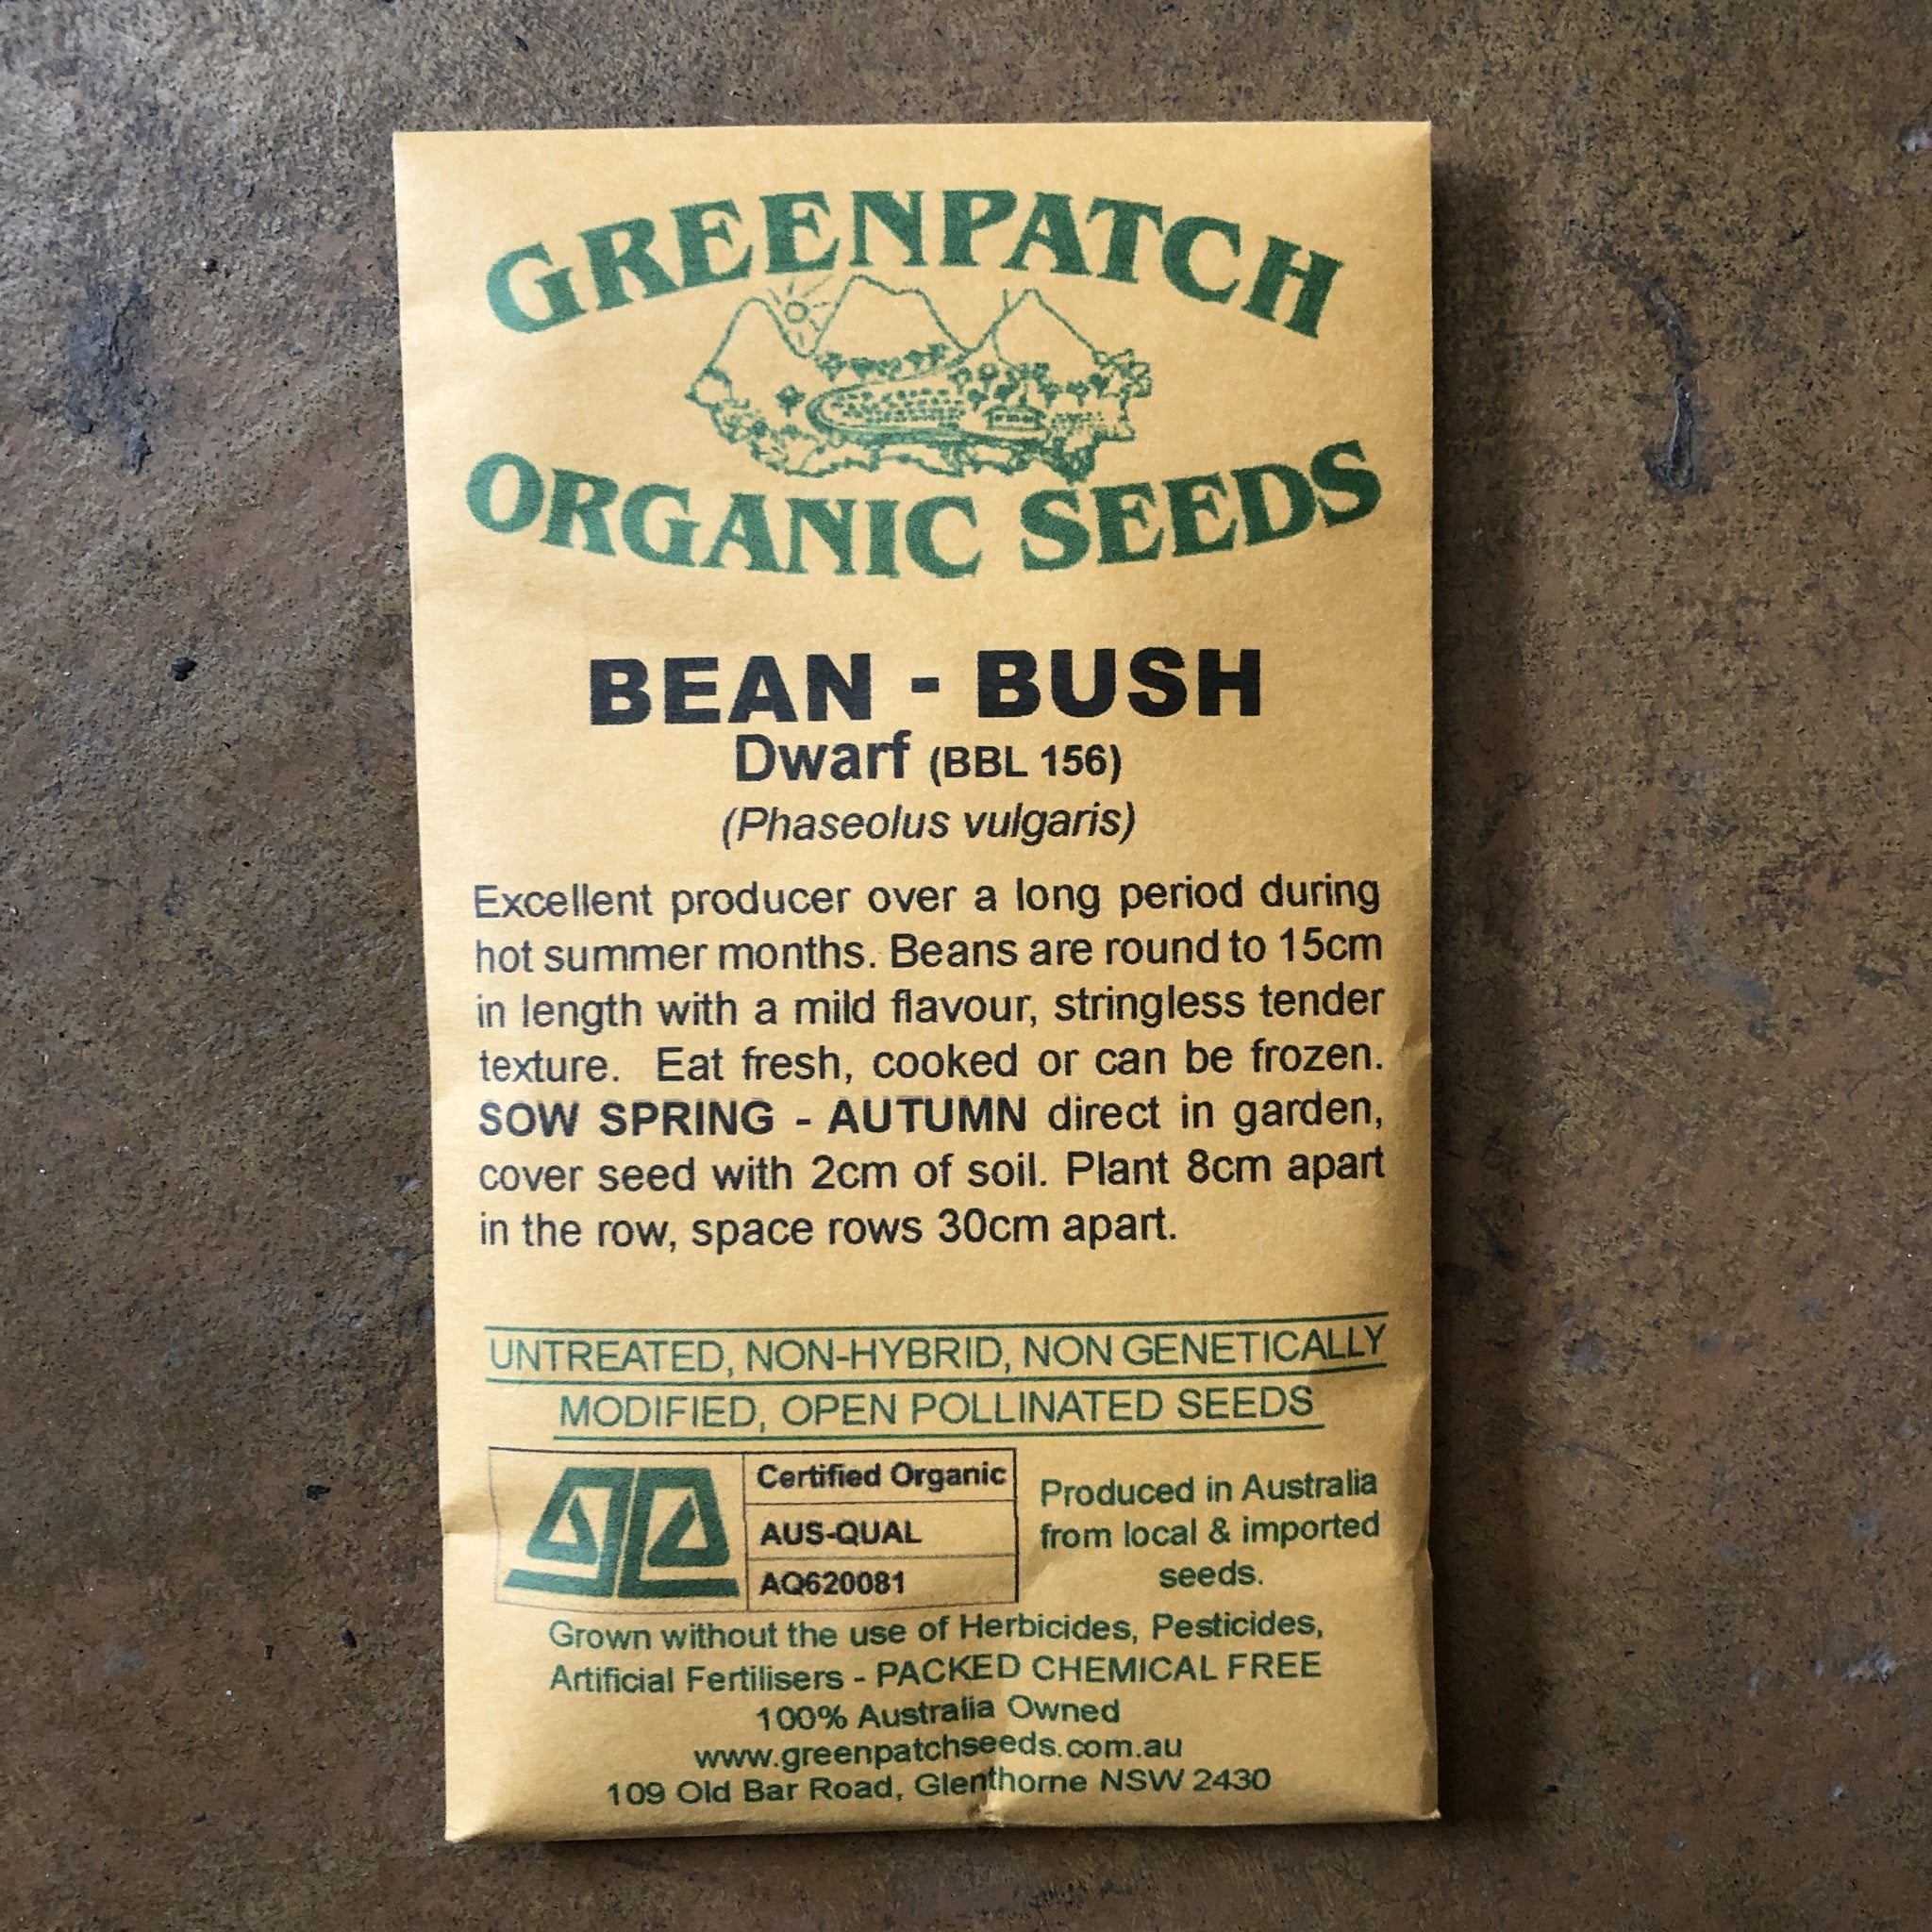 GREENPATCH
ORGANIC SEEDS
BEAN - BUSH
Dwarf (BBL 156)
(Phaseolus vulgaris)
Excellent producer over a long period during
hot summer months. Beans are round to 15cm
in length with a mild flavour, stringless tender
texture. Eat fresh, cooked or can be frozen.
SOW SPRING - AUTUMN direct in garden,
cover seed with 2cm of soil. Plant 8cm apart
in the row, space rows 30cm apart.
UNTREATED, NON-HYBRID, NON GENETICALLY
MODIFIED, OPEN POLLINATED SEEDS
Certified Organic
AUS-QUAL
AQ620081
Produced in Australia
from local & imported
seeds.
Grown without the use of Herbicides, Pesticides,
Artificial Fertilisers - PACKED CHEMICAL FREE
100% Australia Owned
www.greenpatchseeds.com.au
109 Old Bar Road, Glenthorne NSW 2430